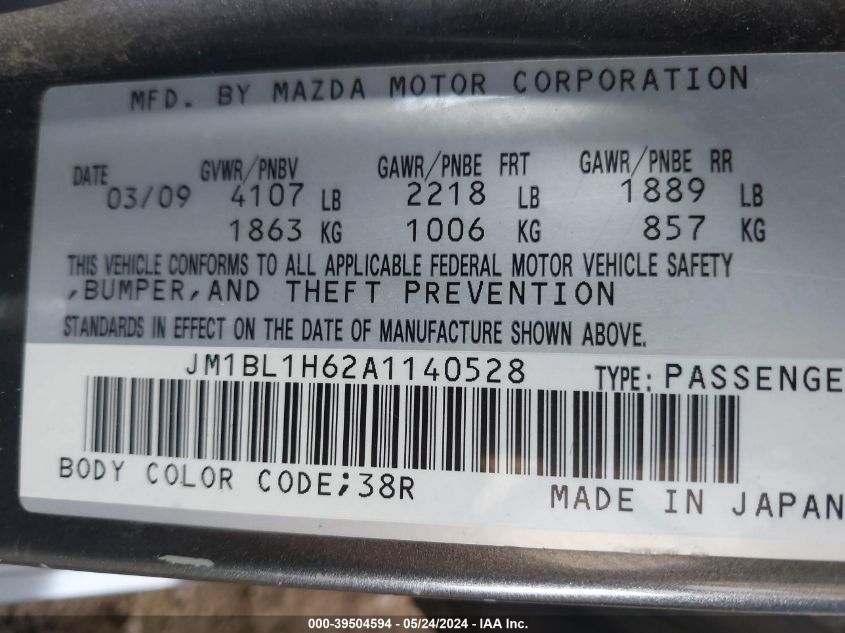 MFD. BY MAZDA MOTOR CORPORATION
DATE GVWR/PNBV GAWR/PNBE FRT GAWR/PNBE RR
03/09 4107 LB 2218 LB 1889 LB
1863 KG 1006 KG 857 KG
THIS VEHICLE CONFORMS TO ALL APPLICABLE FEDERAL MOTOR VEHICLE SAFETY
,BUMPER,AND THEFT PREVENTION
STANDARDS IN EFFECT ON THE DATE OF MANUFACTURE SHOWN ABOVE.
JM1BL1H62A1140528 TYPE: PASSENGE
BODY COLOR CODE;38R MADE IN JAPAN
000-39504594 - 05/24/2024 - IAA Inc.